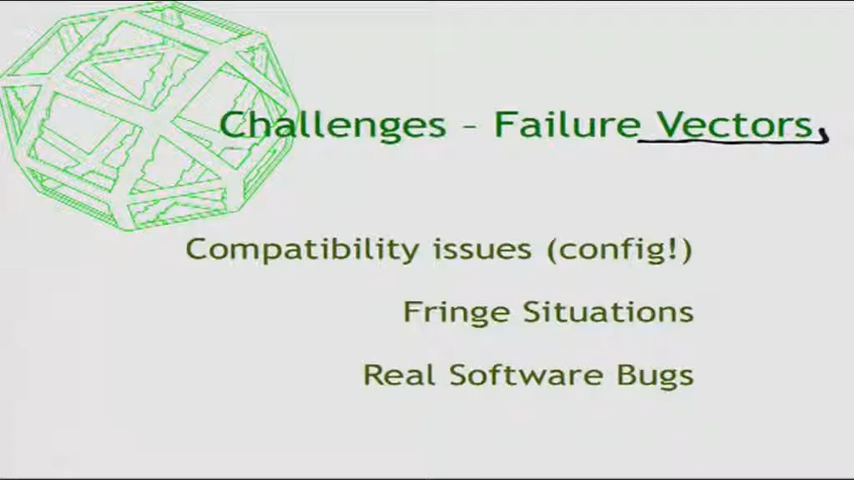 Challenges – Failure Vectors
Compatibility issues (config!)
Fringe Situations
Real Software Bugs